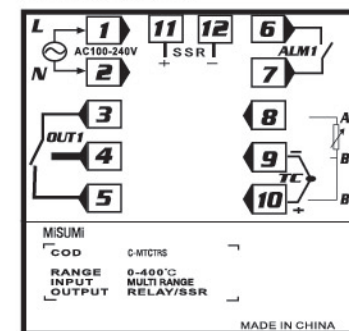 L 1 11 12 6
AC100-240V SSR ALM1
N 2 + − 7
3 8 A
OUT1
4 9 − B
TC
5 10 + B
MiSUMi
COD C-MTCTRS
RANGE 0-400°C
INPUT MULTI RANGE
OUTPUT RELAY/SSR
MADE IN CHINA